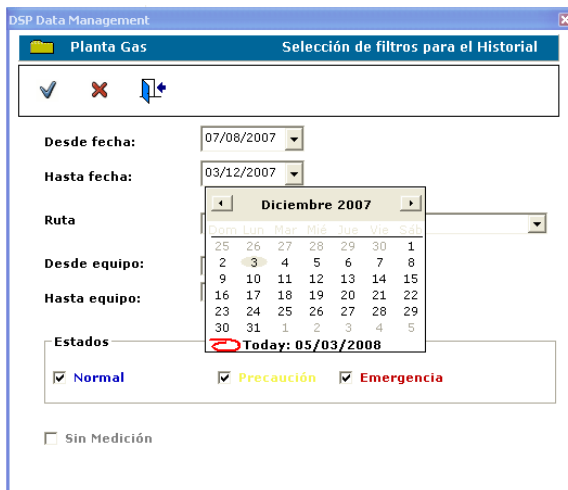 DSP Data Management
Planta Gas Selección de filtros para el Historial
Desde fecha: 07/08/2007
Hasta fecha: 03/12/2007
Diciembre 2007
Dom Lun Mar Mié Jue Vie Sáb
25 26 27 28 29 30 1
2 3 4 5 6 7 8
9 10 11 12 13 14 15
16 17 18 19 20 21 22
23 24 25 26 27 28 29
30 31 1 2 3 4 5
Today: 05/03/2008
Ruta
Desde equipo:
Hasta equipo:
Estados
Normal Precaución Emergencia
Sin Medición